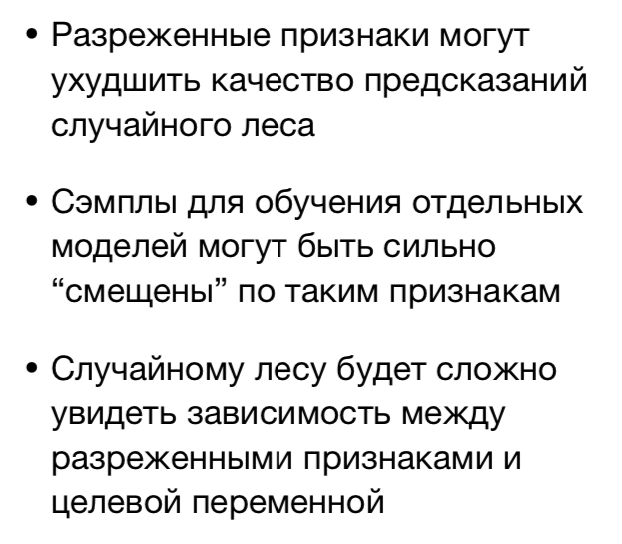 • Разреженные признаки могут
ухудшить качество предсказаний
случайного леса
• Сэмплы для обучения отдельных
моделей могут быть сильно
“смещены” по таким признакам
• Случайному лесу будет сложно
увидеть зависимость между
разреженными признаками и
целевой переменной